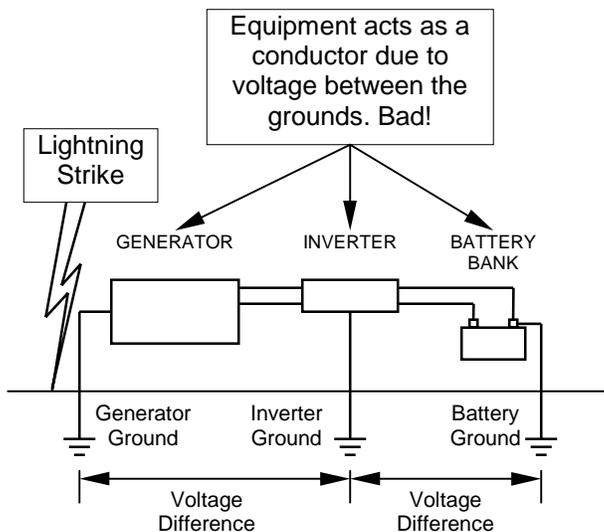 Equipment acts as a
conductor due to
voltage between the
grounds. Bad!
Lightning
Strike
GENERATOR
INVERTER
BATTERY
BANK
Generator
Ground
Inverter
Ground
Battery
Ground
Voltage
Difference
Voltage
Difference